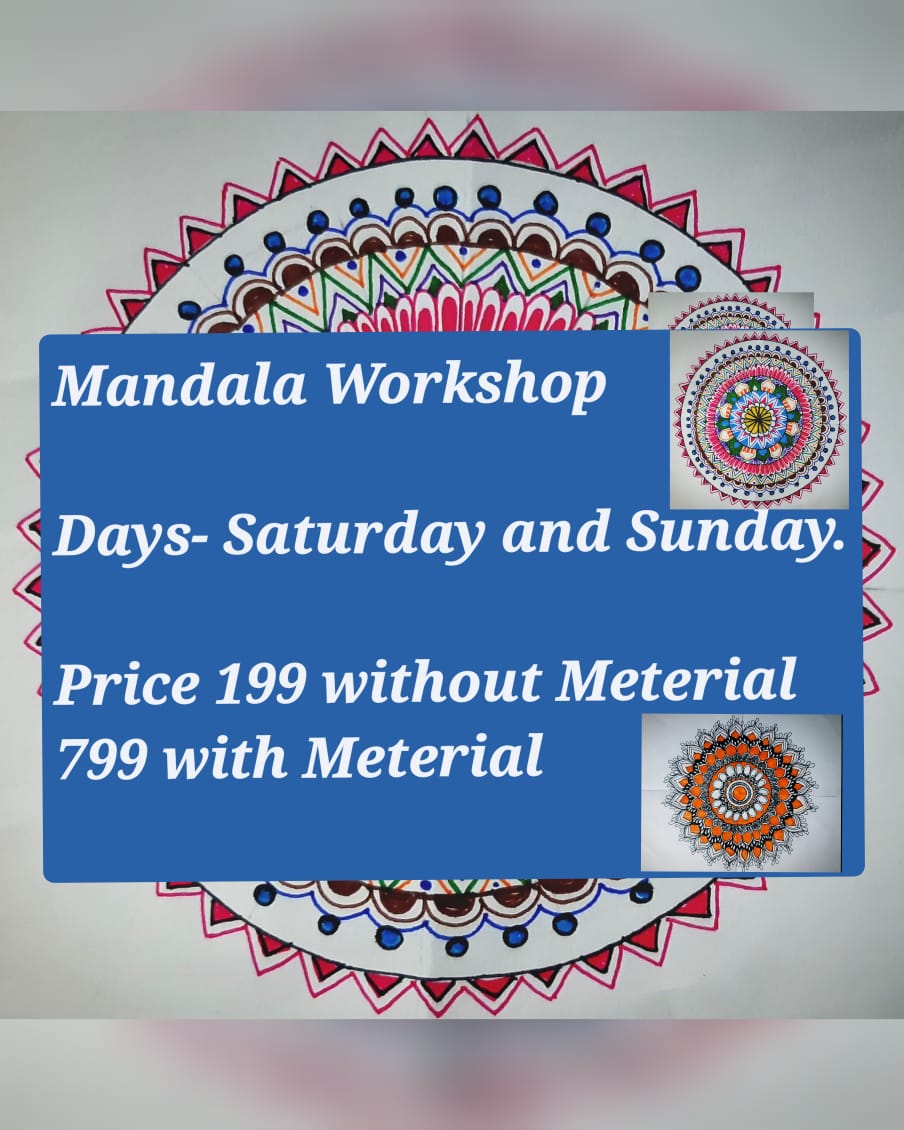 Mandala Workshop
Days- Saturday and Sunday.
Price 199 without Meterial
799 with Meterial